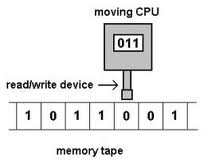 moving CPU
011
read/write device
1 0 1 1 0 0 1
memory tape